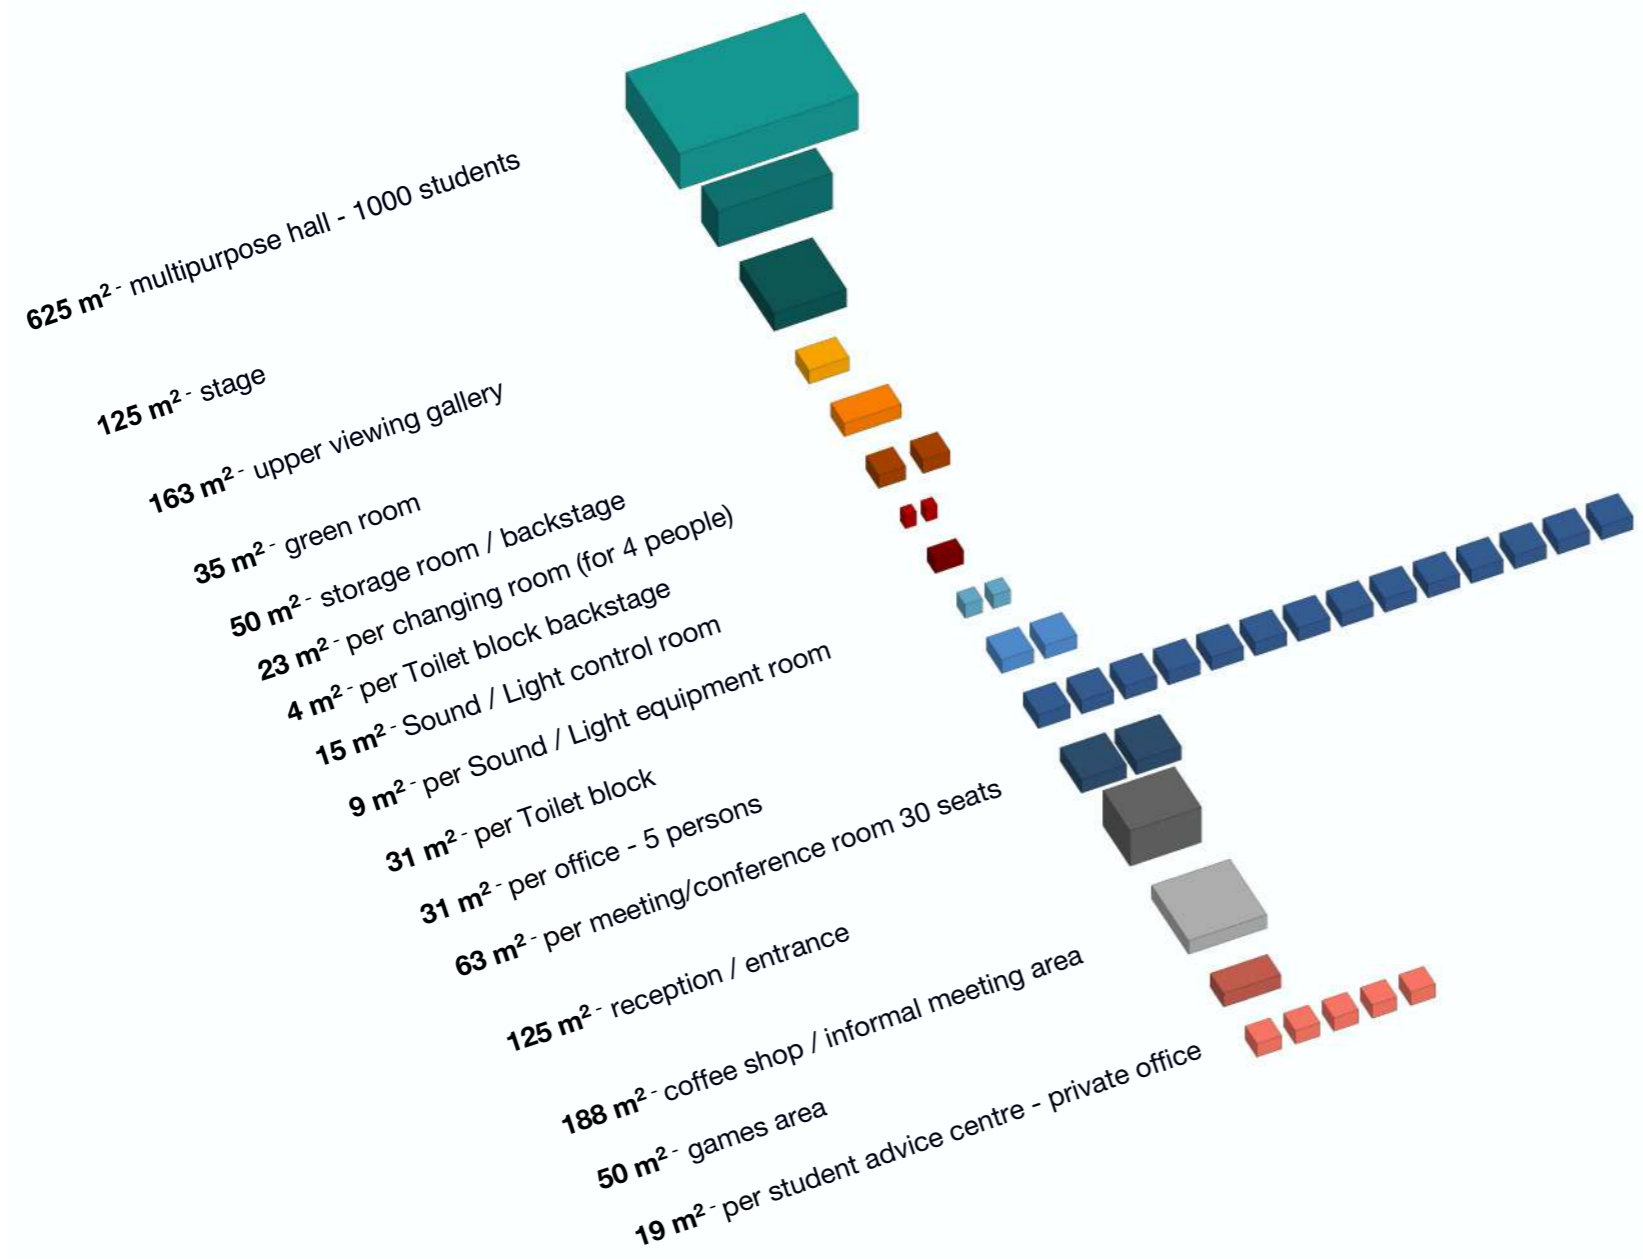 625 m² - multipurpose hall - 1000 students
125 m² - stage
163 m² - upper viewing gallery
35 m² - green room
50 m² - storage room / backstage
23 m² - per changing room (for 4 people)
4 m² - per Toilet block backstage
15 m² - Sound / Light control room
9 m² - per Sound / Light equipment room
31 m² - per Toilet block
31 m² - per office - 5 persons
63 m² - per meeting/conference room 30 seats
125 m² - reception / entrance
188 m² - coffee shop / informal meeting area
50 m² - games area
19 m² - per student advice centre - private office